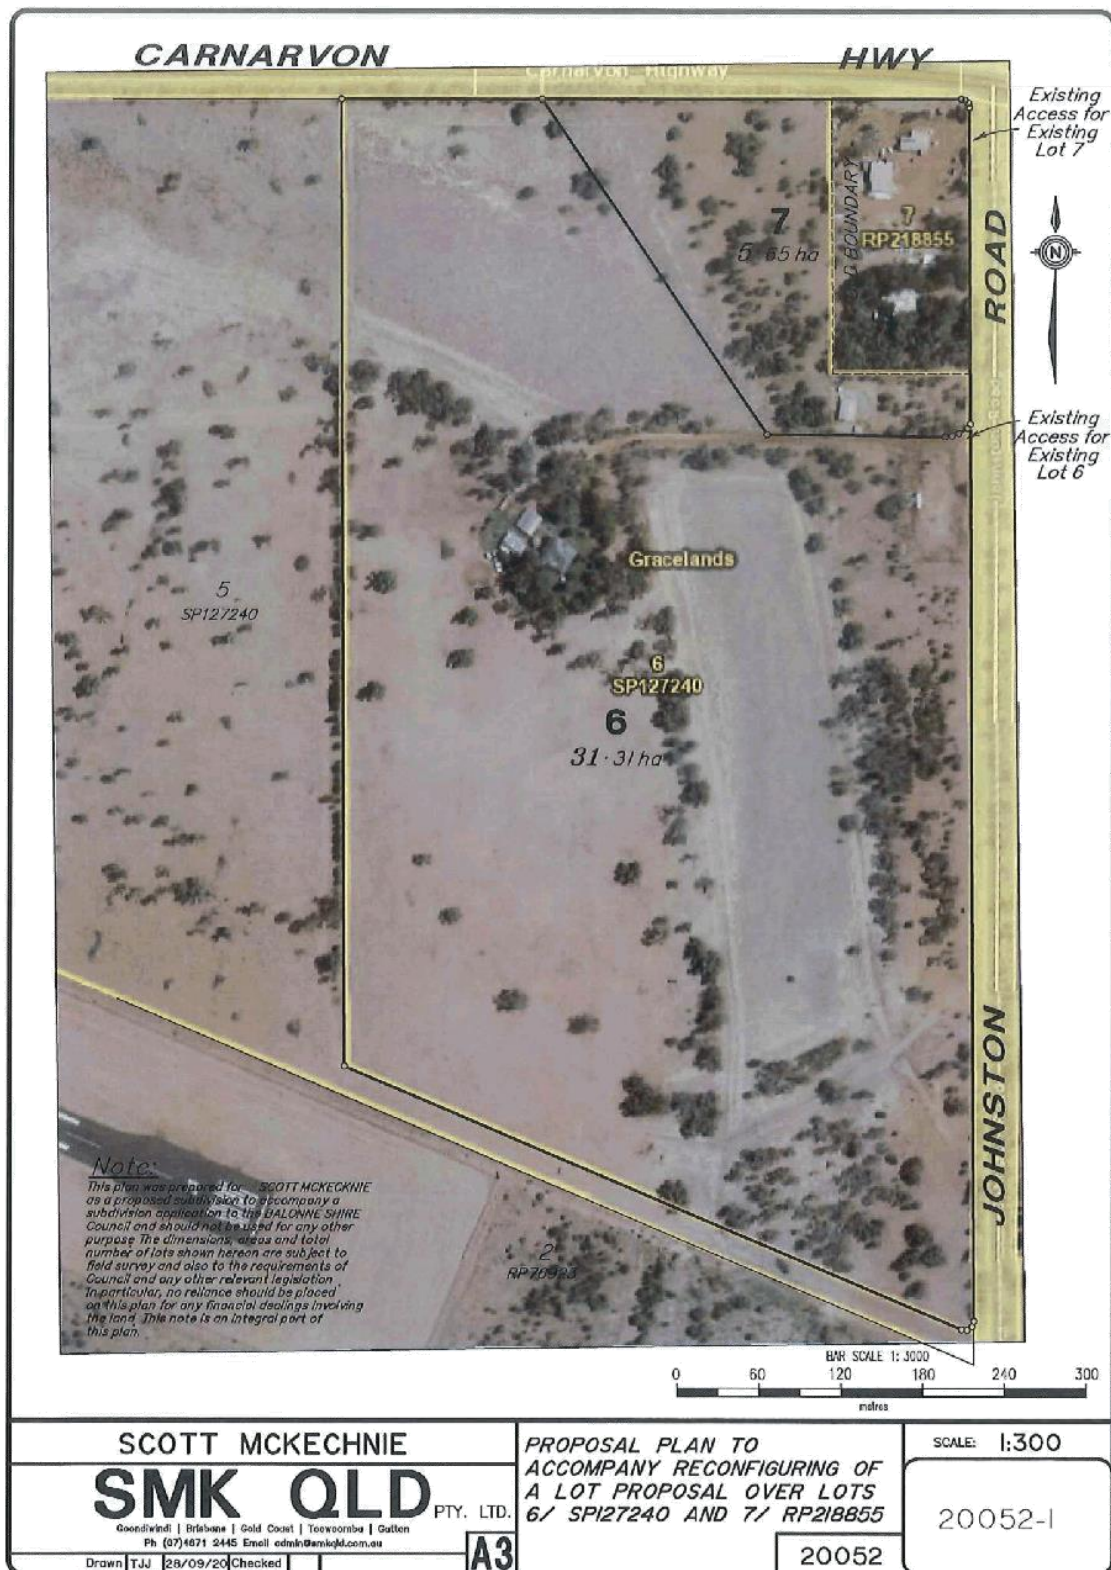 CARNARVON HWY
Carnarvon Highway
Existing
Access for
Existing
Lot 7
7
5·65 ha
BOUNDARY
7
RP218855
ROAD
N
Existing
Access for
Existing
Lot 6
Gracelands
5
SP127240
6
SP127240
6
31·31 ha
JOHNSTON
Note:
This plan was prepared for SCOTT MCKECKNIE
as a proposed subdivision to accompany a
subdivision application to the BALONNE SHIRE
Council and should not be used for any other
purpose The dimensions, areas and total
number of lots shown hereon are subject to
field survey and also to the requirements of
Council and any other relevant legislation
In particular, no reliance should be placed
on this plan for any financial dealings involving
the land This note is an integral part of
this plan.
2
RP70923
BAR SCALE 1: 3000
0 60 120 180 240 300
metres
SCOTT MCKECHNIE
SMK QLD PTY. LTD.
Goondiwindi | Brisbane | Gold Coast | Toowoomba | Gatton
Ph (07)4671 2445 Email admin@smkqld.com.au
Drawn TJJ 28/09/20 Checked
A3
PROPOSAL PLAN TO
ACCOMPANY RECONFIGURING OF
A LOT PROPOSAL OVER LOTS
6/ SP127240 AND 7/ RP218855
20052
SCALE: 1:300
20052-1